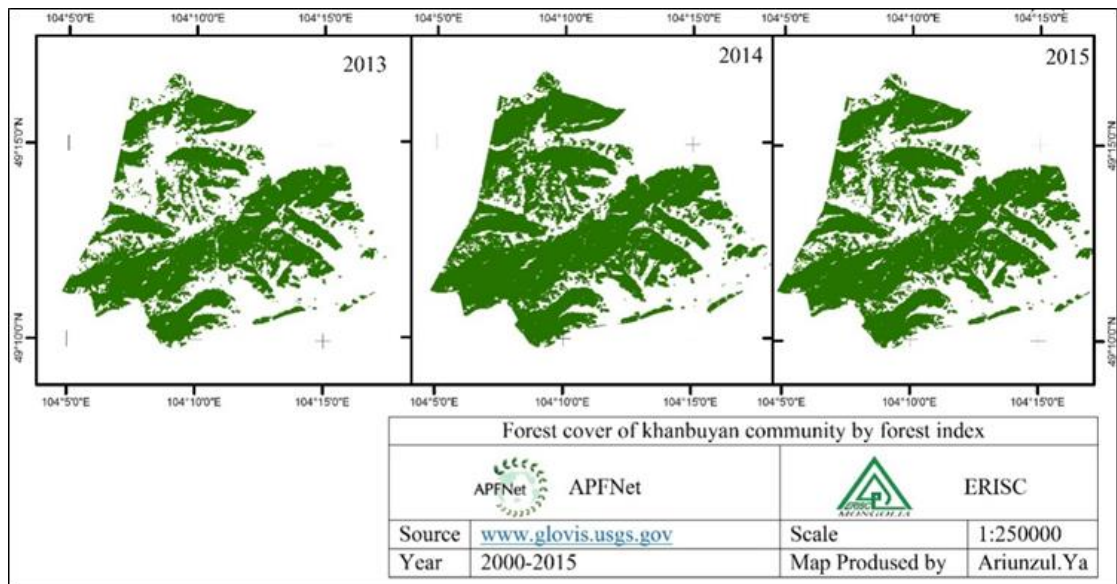 104°5'0"E 104°10'0"E 104°15'0"E 104°5'0"E 104°10'0"E 104°15'0"E 104°5'0"E 104°10'0"E 104°15'0"E
2013 2014 2015
49°15'0"N 49°15'0"N
49°10'0"N 49°10'0"N
104°5'0"E 104°10'0"E 104°15'0"E 104°5'0"E 104°10'0"E 104°15'0"E 104°5'0"E 104°10'0"E 104°15'0"E
Forest cover of khanbuyan community by forest index
APFNet APFNet ERISC MONGOLIA ERISC
Source www.glovis.usgs.gov Scale 1:250000
Year 2000-2015 Map Prodused by Ariunzul.Ya